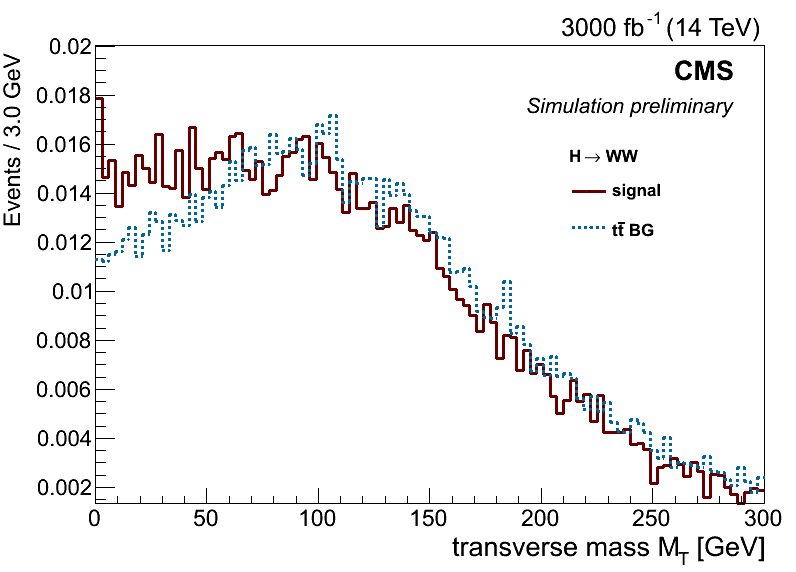 3000 fb⁻¹ (14 TeV)
CMS
Simulation preliminary
H → WW
signal
tt̄ BG
Events / 3.0 GeV
0.02
0.018
0.016
0.014
0.012
0.01
0.008
0.006
0.004
0.002
0 50 100 150 200 250 300
transverse mass M_T [GeV]